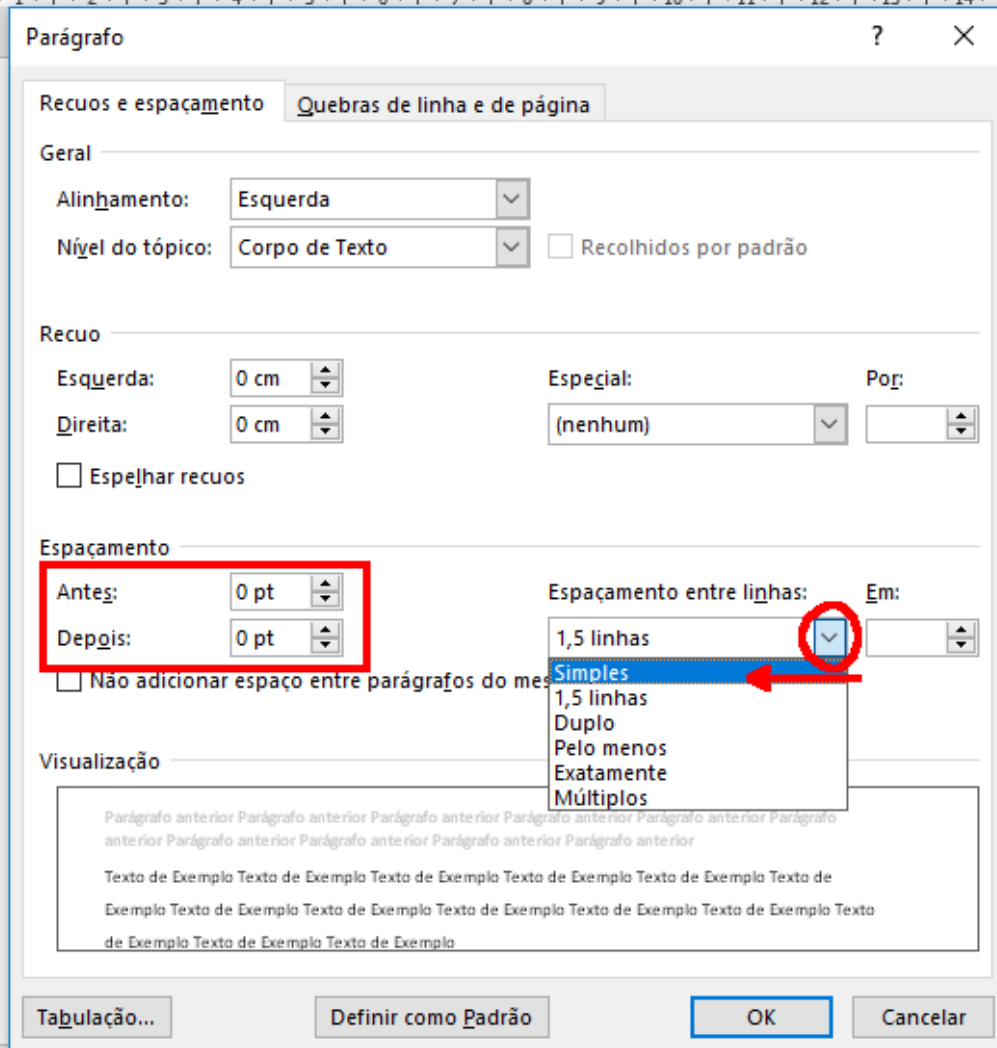 Parágrafo ?
Recuos e espaçamento Quebras de linha e de página
Geral
Alinhamento: Esquerda
Nível do tópico: Corpo de Texto Recolhidos por padrão
Recuo
Esquerda: 0 cm Especial: Por:
Direita: 0 cm (nenhum)
Espelhar recuos
Espaçamento
Antes: 0 pt Espaçamento entre linhas: Em:
Depois: 0 pt 1,5 linhas
Não adicionar espaço entre parágrafos do mes
Simples
1,5 linhas
Duplo
Pelo menos
Exatamente
Múltiplos
Visualização
Parágrafo anterior Parágrafo anterior Parágrafo anterior Parágrafo anterior Parágrafo anterior Parágrafo
anterior Parágrafo anterior Parágrafo anterior Parágrafo anterior Parágrafo anterior
Texto de Exemplo Texto de Exemplo Texto de Exemplo Texto de Exemplo Texto de Exemplo Texto de
Exemplo Texto de Exemplo Texto de Exemplo Texto de Exemplo Texto de Exemplo Texto de Exemplo Texto
de Exemplo Texto de Exemplo Texto de Exemplo
Tabulação... Definir como Padrão OK Cancelar